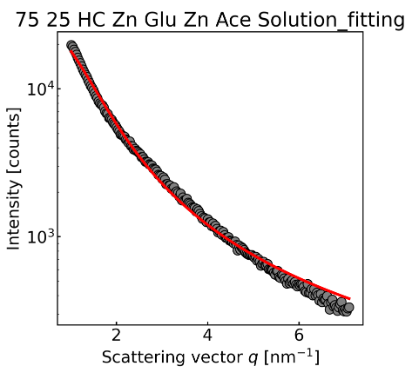 75 25 HC Zn Glu Zn Ace Solution_fitting
Intensity [counts]
10⁴
10³
2 4 6
Scattering vector q [nm⁻¹]